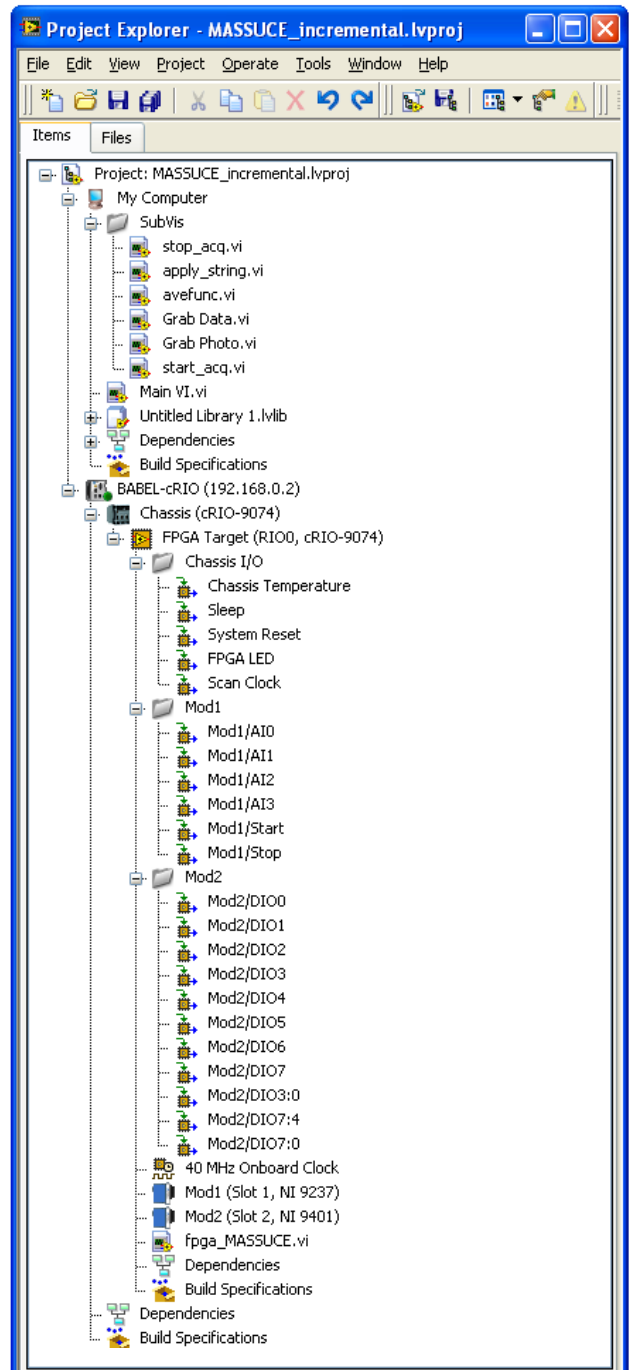 Project Explorer - MASSUCE_incremental.lvproj
File Edit View Project Operate Tools Window Help
Items Files
Project: MASSUCE_incremental.lvproj
My Computer
SubVis
stop_acq.vi
apply_string.vi
avefunc.vi
Grab Data.vi
Grab Photo.vi
start_acq.vi
Main VI.vi
Untitled Library 1.lvlib
Dependencies
Build Specifications
BABEL-cRIO (192.168.0.2)
Chassis (cRIO-9074)
FPGA Target (RIO0, cRIO-9074)
Chassis I/O
Chassis Temperature
Sleep
System Reset
FPGA LED
Scan Clock
Mod1
Mod1/AI0
Mod1/AI1
Mod1/AI2
Mod1/AI3
Mod1/Start
Mod1/Stop
Mod2
Mod2/DIO0
Mod2/DIO1
Mod2/DIO2
Mod2/DIO3
Mod2/DIO4
Mod2/DIO5
Mod2/DIO6
Mod2/DIO7
Mod2/DIO3:0
Mod2/DIO7:4
Mod2/DIO7:0
40 MHz Onboard Clock
Mod1 (Slot 1, NI 9237)
Mod2 (Slot 2, NI 9401)
fpga_MASSUCE.vi
Dependencies
Build Specifications
Dependencies
Build Specifications